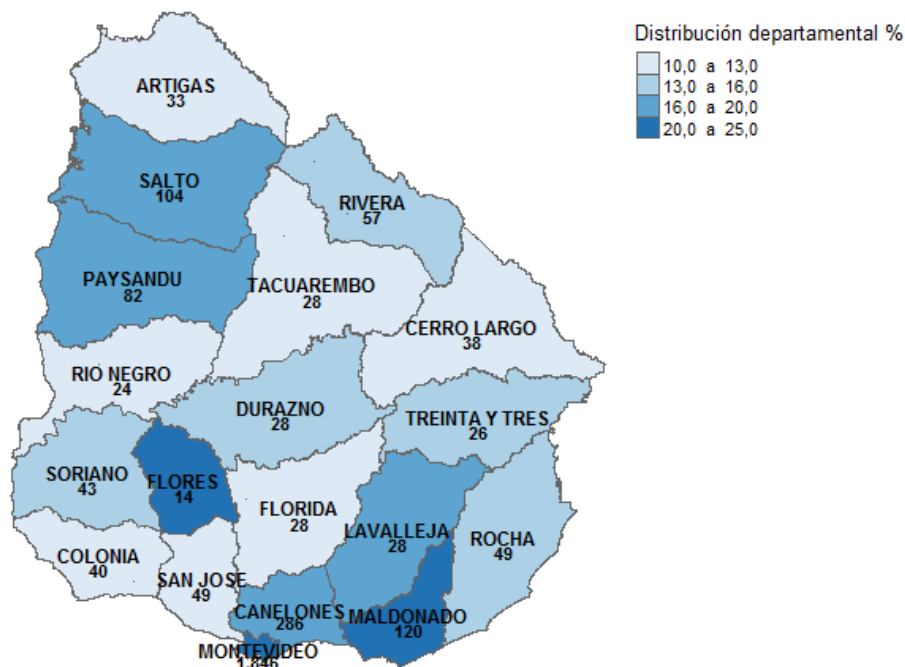 Distribución departamental %
10,0 a 13,0
13,0 a 16,0
16,0 a 20,0
20,0 a 25,0
ARTIGAS
33
SALTO
104
RIVERA
57
PAYSANDU
82
TACUAREMBO
28
CERRO LARGO
38
RIO NEGRO
24
DURAZNO
28
TREINTA Y TRES
26
SORIANO
43
FLORES
14
FLORIDA
28
LAVALLEJA
28
ROCHA
49
COLONIA
40
SAN JOSE
49
CANELONES
286
MALDONADO
120
MONTEVIDEO
1.846